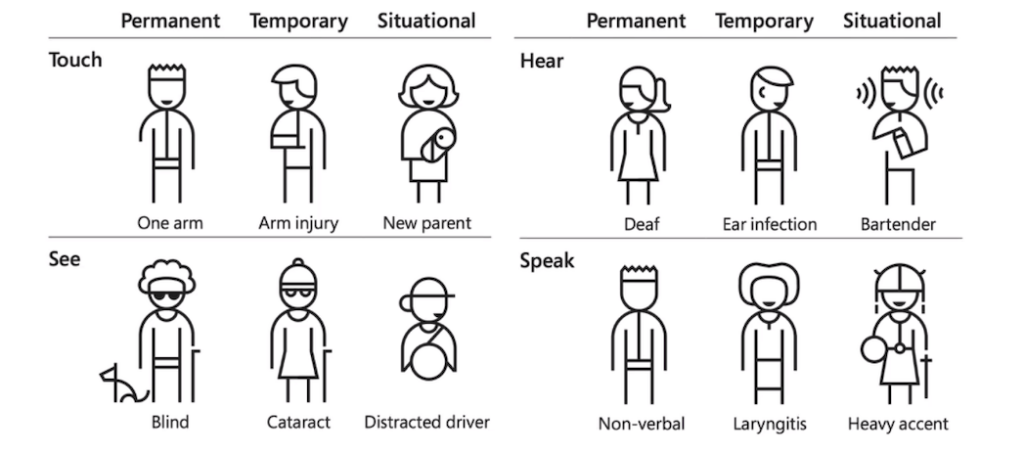 Permanent Temporary Situational
Touch
One arm Arm injury New parent
See
Blind Cataract Distracted driver
Permanent Temporary Situational
Hear
Deaf Ear infection Bartender
Speak
Non-verbal Laryngitis Heavy accent